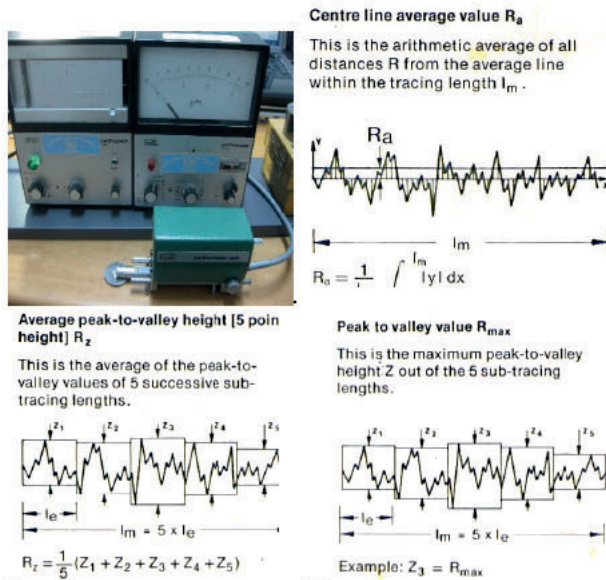 Centre line average value Ra
This is the arithmetic average of all
distances R from the average line
within the tracing length lm .
y
Ra
lm
Ra = 1 ∫ lm |y| dx
Average peak-to-valley height [5 poin
height] Rz
This is the average of the peak-to-
valley values of 5 successive sub-
tracing lengths.
z1 z2 z3 z4 z5
le
lm = 5 x le
Rz = 1/5 (Z1 + Z2 + Z3 + Z4 + Z5)
Peak to valley value Rmax
This is the maximum peak-to-valley
height Z out of the 5 sub-tracing
lengths.
z1 z2 z3 z4 z5
le
lm = 5 x le
Example: Z3 = Rmax